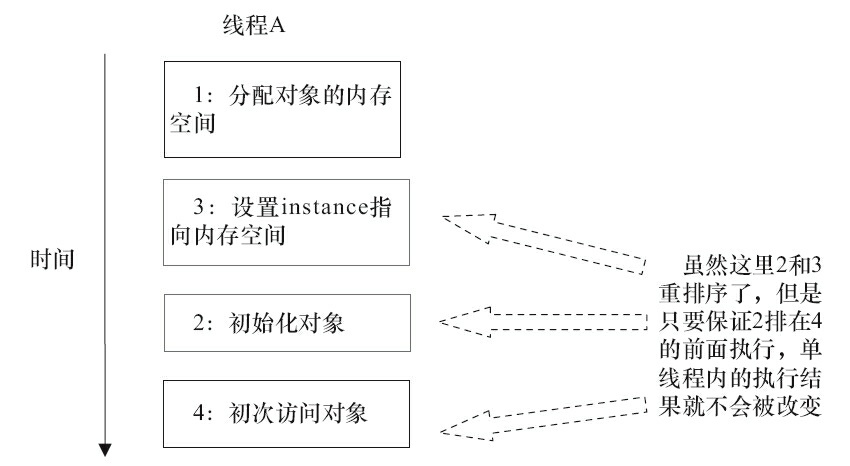 线程A
1：分配对象的内存
空间
3：设置instance指
向内存空间
时间
2：初始化对象
4：初次访问对象
虽然这里2和3
重排序了，但是
只要保证2排在4
的前面执行，单
线程内的执行结
果就不会被改变